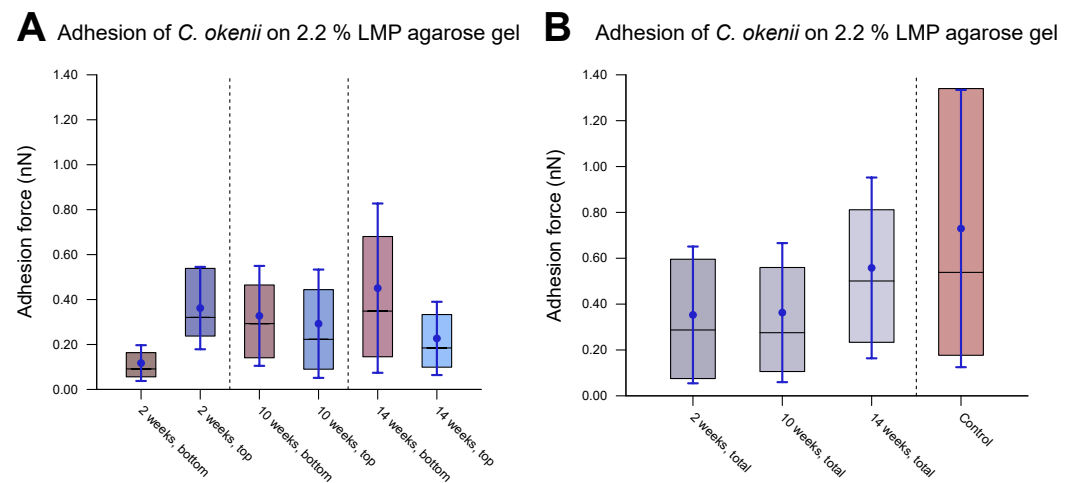 A Adhesion of C. okenii on 2.2 % LMP agarose gel
Adhesion force (nN)
1.40
1.20
1.00
0.80
0.60
0.40
0.20
0.00
2 weeks, bottom
2 weeks, top
10 weeks, bottom
10 weeks, top
14 weeks, bottom
14 weeks, top
B Adhesion of C. okenii on 2.2 % LMP agarose gel
Adhesion force (nN)
1.40
1.20
1.00
0.80
0.60
0.40
0.20
0.00
2 weeks, total
10 weeks, total
14 weeks, total
Control